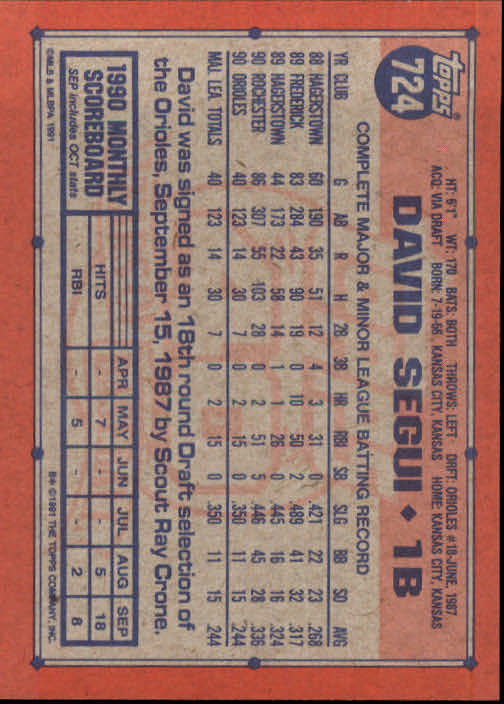 topps
724
HT: 6'1" WT: 170 BATS: BOTH THROWS: LEFT DRFT: ORIOLES #18-JUNE, 1987
ACQ: VIA DRAFT BORN: 7-19-66, KANSAS CITY, KANSAS HOME: KANSAS CITY, KANSAS
DAVID SEGUI ♦ 1B
COMPLETE MAJOR & MINOR LEAGUE BATTING RECORD
YR CLUB G AB R H 2B 3B HR RBI SB SLG BB SO AVG
88 HAGERSTOWN 60 190 35 51 12 4 3 31 0 .421 22 23 .268
89 FREDERICK 83 284 43 90 19 0 10 50 2 .489 41 32 .317
89 HAGERSTOWN 44 173 22 58 14 1 1 26 0 .445 16 16 .324
90 ROCHESTER 86 307 55 103 28 0 2 51 5 .446 45 28 .336
90 ORIOLES 40 123 14 30 7 0 2 15 0 .350 11 15 .244
MAJ. LEA. TOTALS 40 123 14 30 7 0 2 15 0 .350 11 15 .244
David was signed as an 18th round Draft selection of
the Orioles, September 15, 1987 by Scout Ray Crone.
1990 MONTHLY
SCOREBOARD
SEP includes OCT stats
APR MAY JUN JUL AUG SEP
HITS - 7 - - 5 18
RBI - 5 - - 2 8
©MLB & MLBPA 1991
B* ©1991 THE TOPPS COMPANY, INC.